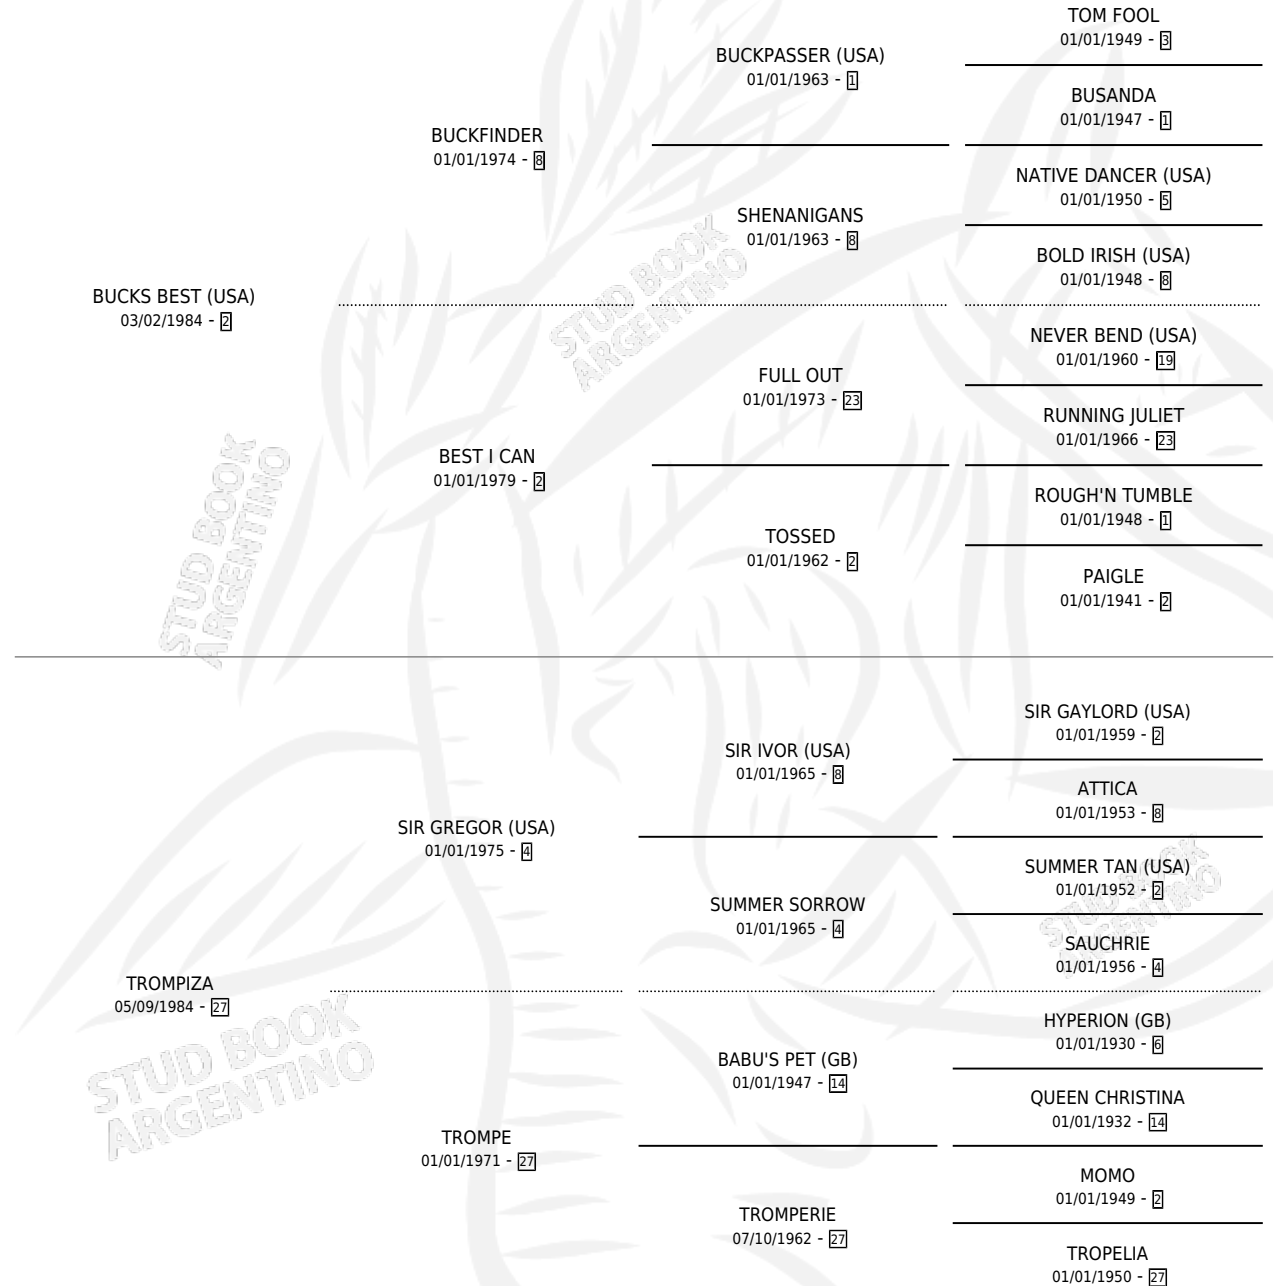 TOM FOOL
01/01/1949 - 3
BUCKPASSER (USA)
01/01/1963 - 1
BUSANDA
01/01/1947 - 1
BUCKFINDER
01/01/1974 - 8
NATIVE DANCER (USA)
01/01/1950 - 5
SHENANIGANS
01/01/1963 - 8
BOLD IRISH (USA)
01/01/1948 - 8
BUCKS BEST (USA)
03/02/1984 - 2
STUD BOOK
ARGENTINO
NEVER BEND (USA)
01/01/1960 - 19
FULL OUT
01/01/1973 - 23
RUNNING JULIET
01/01/1966 - 23
BEST I CAN
01/01/1979 - 2
ROUGH'N TUMBLE
01/01/1948 - 1
TOSSED
01/01/1962 - 2
PAIGLE
01/01/1941 - 2
STUD BOOK
ARGENTINO
SIR GAYLORD (USA)
01/01/1959 - 2
SIR IVOR (USA)
01/01/1965 - 8
ATTICA
01/01/1953 - 8
SIR GREGOR (USA)
01/01/1975 - 4
SUMMER TAN (USA)
01/01/1952 - 2
SUMMER SORROW
01/01/1965 - 4
SAUCHRIE
01/01/1956 - 4
STUD BOOK
ARGENTINO
TROMPIZA
05/09/1984 - 27
HYPERION (GB)
01/01/1930 - 6
BABU'S PET (GB)
01/01/1947 - 14
QUEEN CHRISTINA
01/01/1932 - 14
STUD BOOK
ARGENTINO
TROMPE
01/01/1971 - 27
MOMO
01/01/1949 - 2
TROMPERIE
07/10/1962 - 27
TROPELIA
01/01/1950 - 27